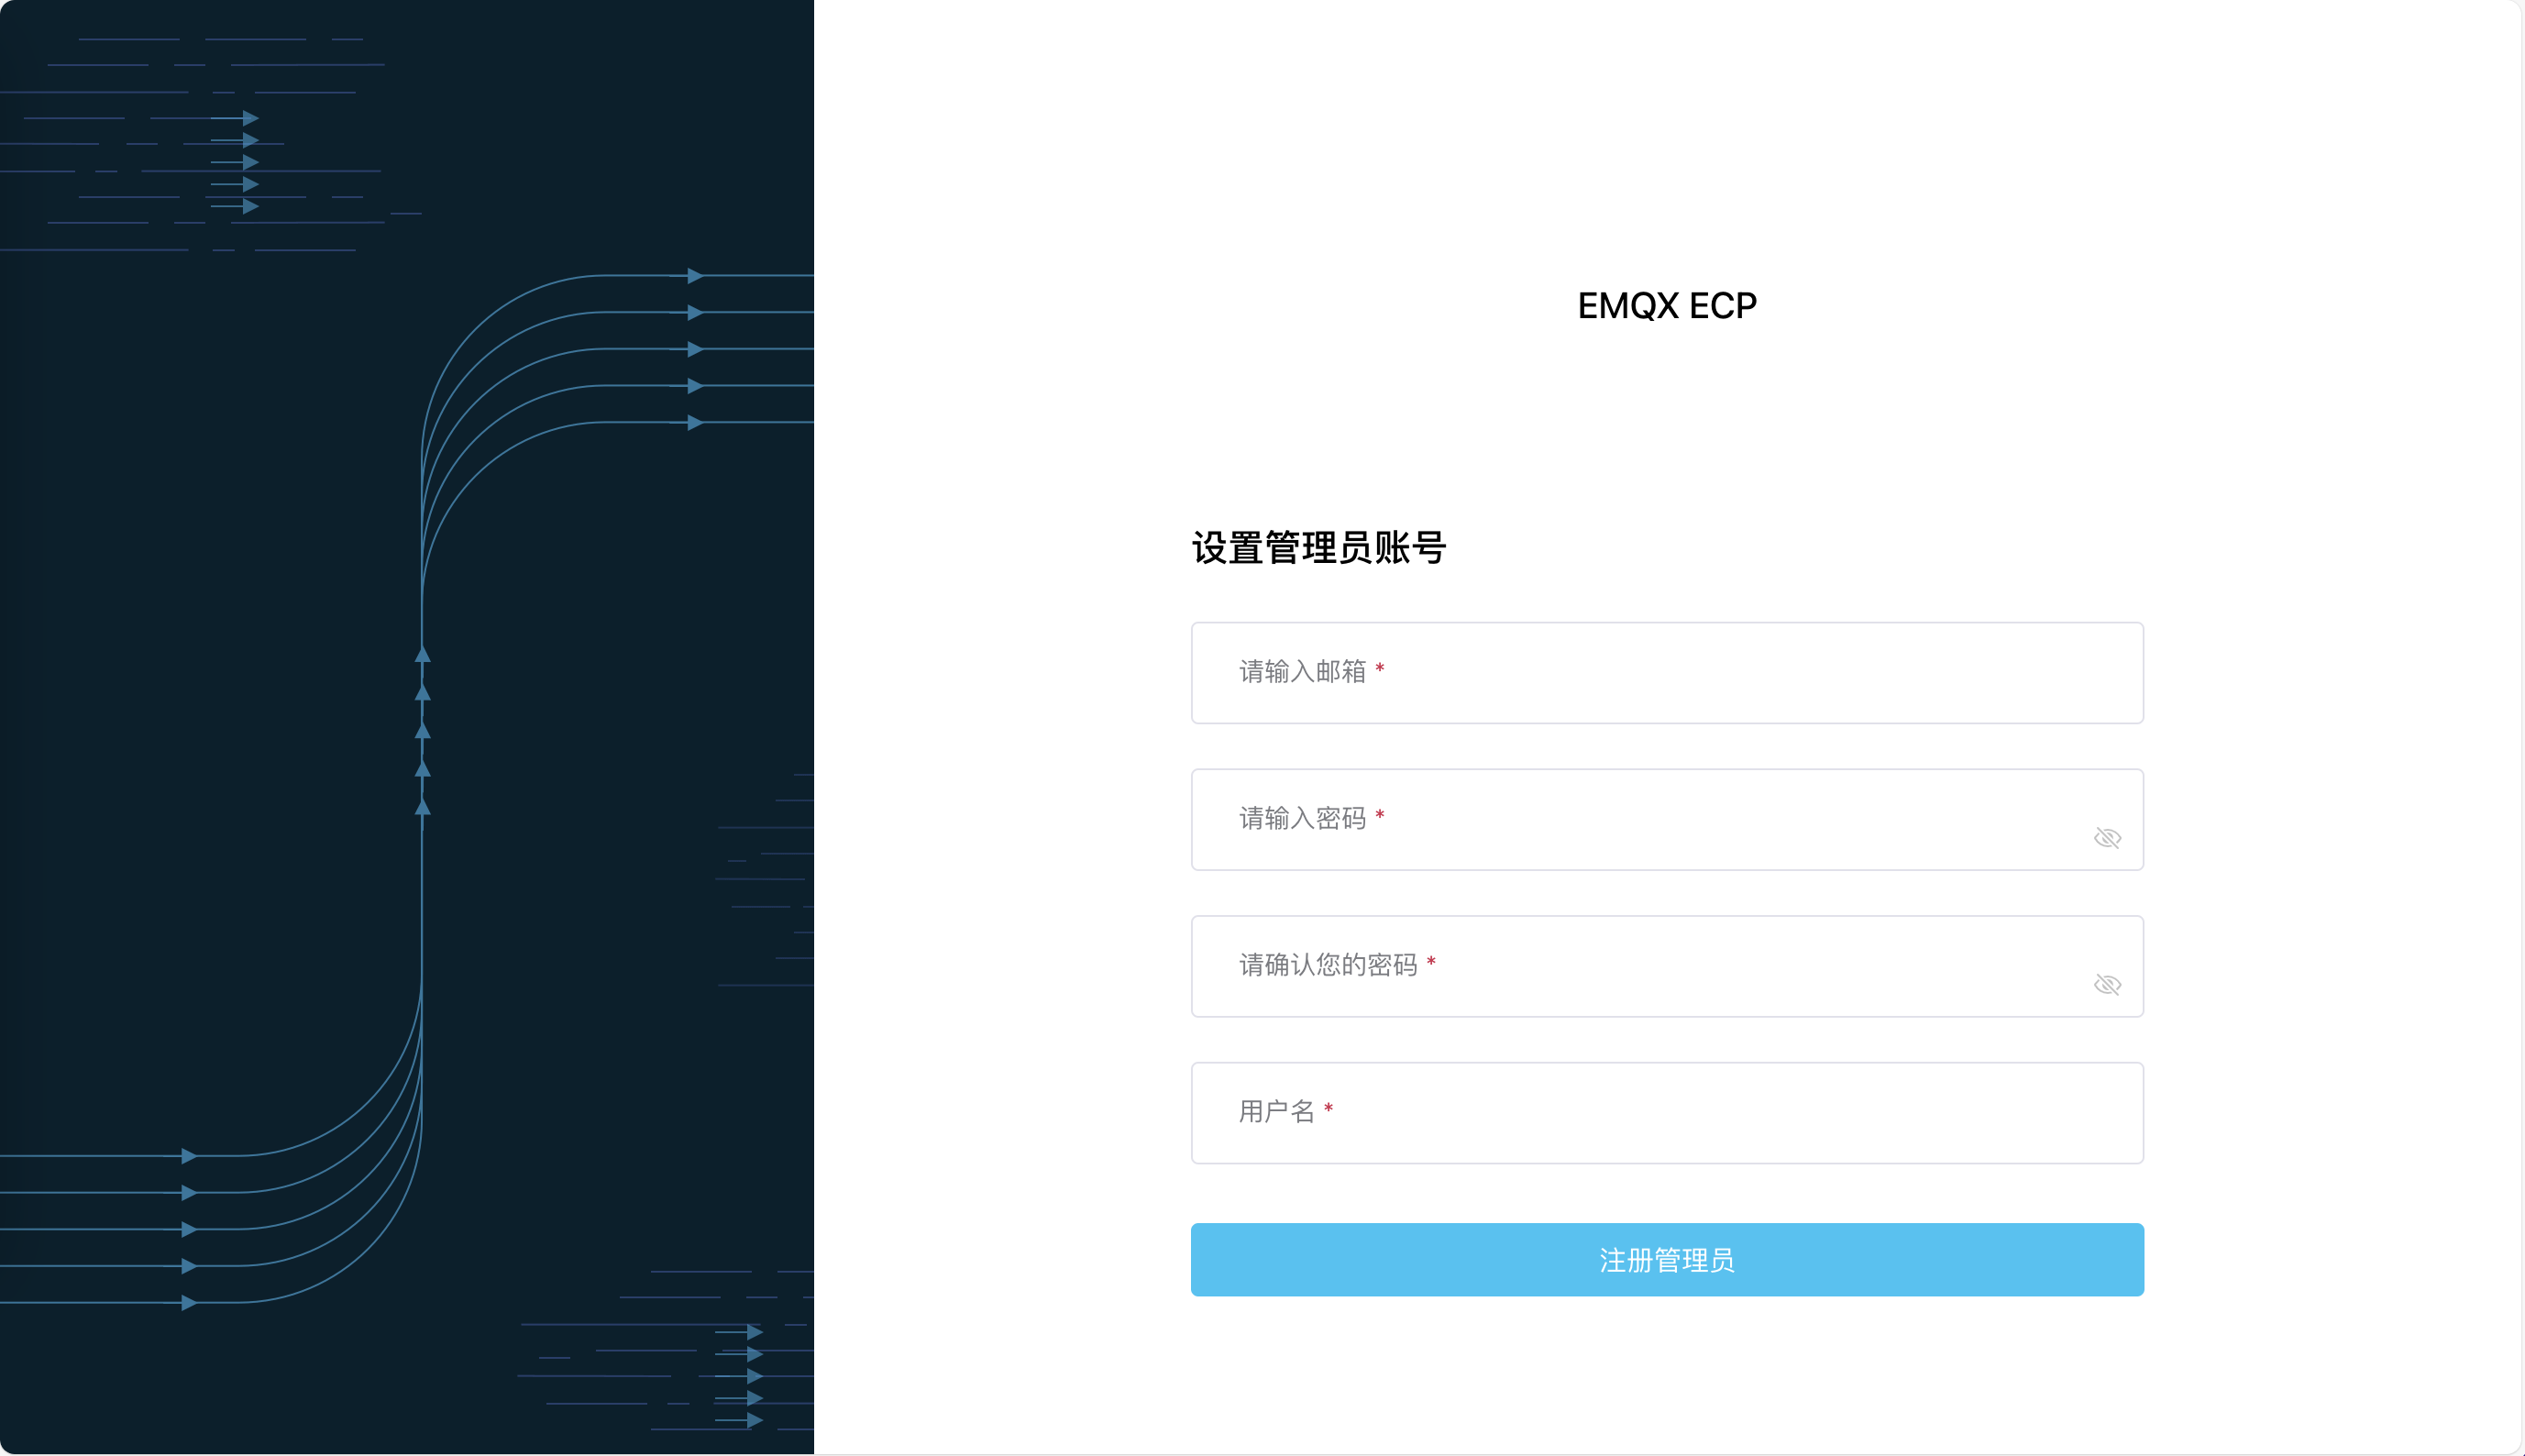 EMQX ECP
设置管理员账号
请输入邮箱 *
请输入密码 *
请确认您的密码 *
用户名 *
注册管理员